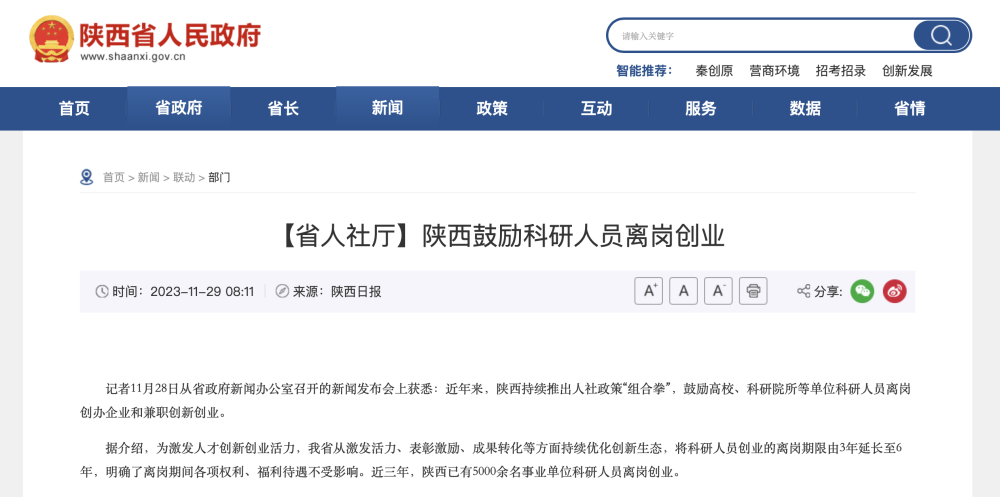 陕西省人民政府
www.shaanxi.gov.cn
请输入关键字
智能推荐： 秦创原 营商环境 招考招录 创新发展
首页 省政府 省长 新闻 政策 互动 服务 数据 省情
首页 > 新闻 > 联动 > 部门
【省人社厅】陕西鼓励科研人员离岗创业
时间：2023-11-29 08:11 来源：陕西日报 A+ A A- 分享:
记者11月28日从省政府新闻办公室召开的新闻发布会上获悉：近年来，陕西持续推出人社政策“组合拳”，鼓励高校、科研院所等单位科研人员离岗
创办企业和兼职创新创业。
据介绍，为激发人才创新创业活力，我省从激发活力、表彰激励、成果转化等方面持续优化创新生态，将科研人员创业的离岗期限由3年延长至6
年，明确了离岗期间各项权利、福利待遇不受影响。近三年，陕西已有5000余名事业单位科研人员离岗创业。